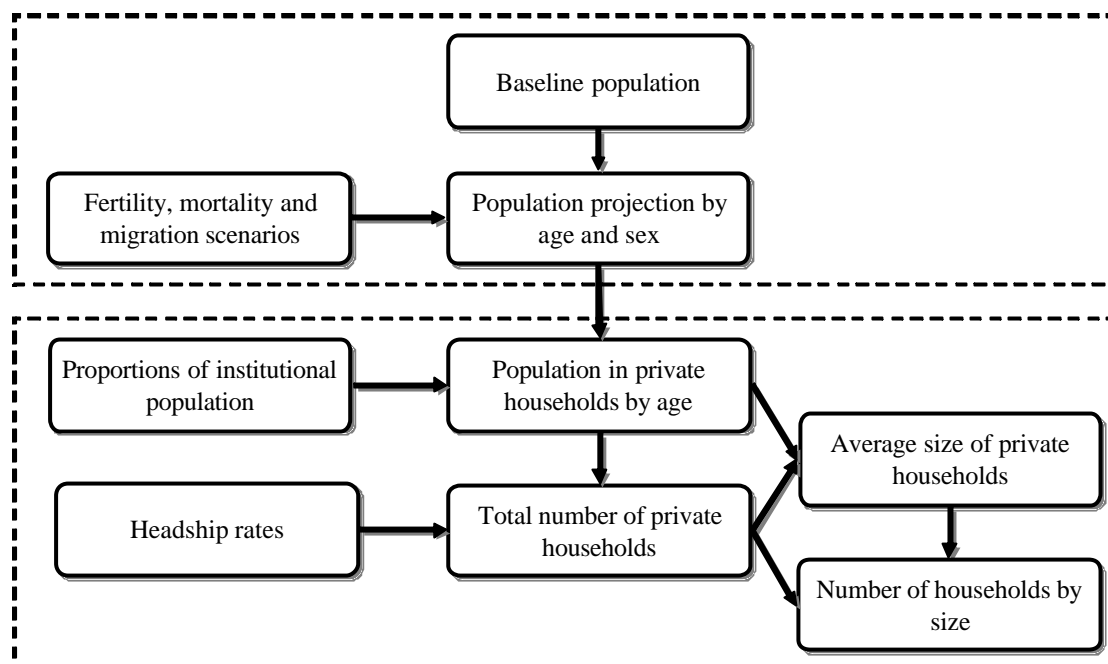 Baseline population
Fertility, mortality and
migration scenarios
Population projection by
age and sex
Proportions of institutional
population
Population in private
households by age
Average size of private
households
Headship rates
Total number of private
households
Number of households by
size